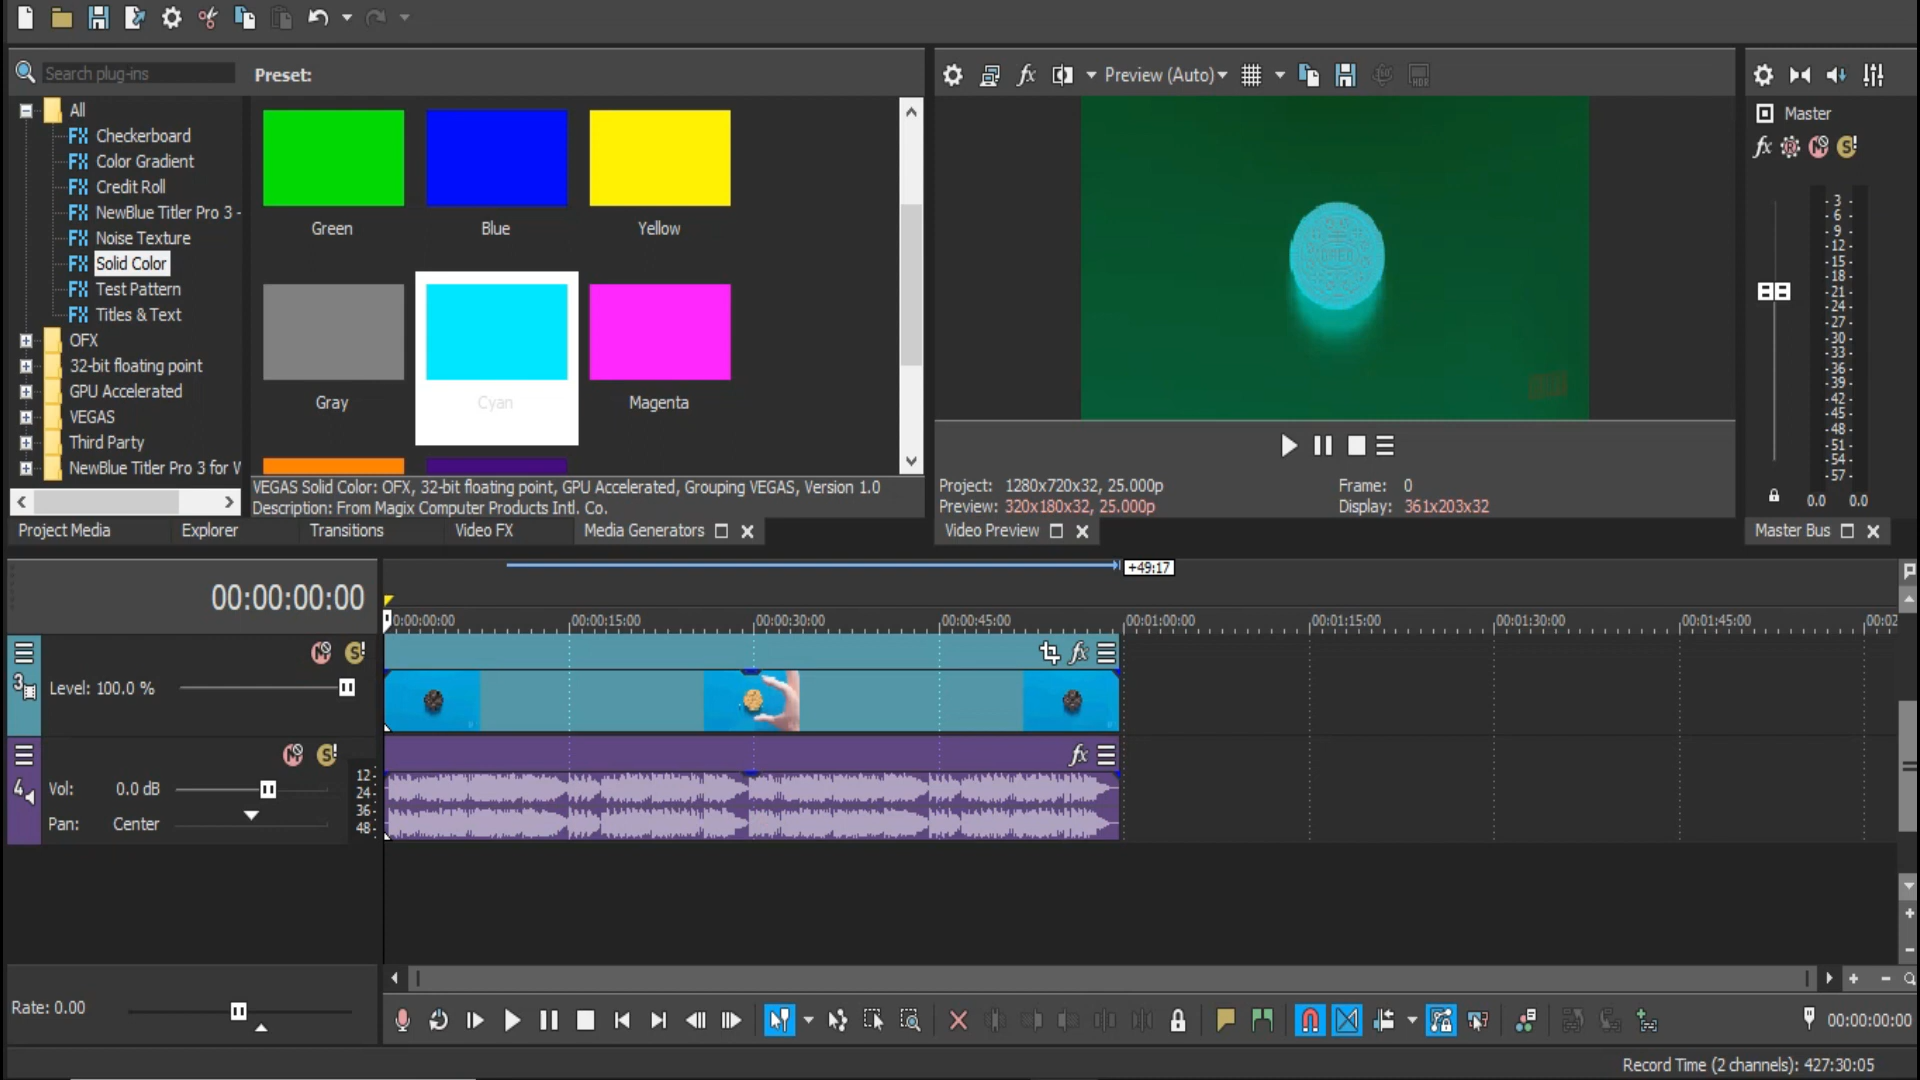 Search plug-ins
Preset:
All
Checkerboard
Color Gradient
Credit Roll
NewBlue Titler Pro 3 -
Noise Texture
Solid Color
Test Pattern
Titles & Text
OFX
32-bit floating point
GPU Accelerated
VEGAS
Third Party
NewBlue Titler Pro 3 for V
Green
Blue
Yellow
Gray
Cyan
Magenta
VEGAS Solid Color: OFX, 32-bit floating point, GPU Accelerated, Grouping VEGAS, Version 1.0
Description: From Magix Computer Products Intl. Co.
Project Media
Explorer
Transitions
Video FX
Media Generators
Preview (Auto)
Project: 1280x720x32, 25.000p
Frame: 0
Preview: 320x180x32, 25.000p
Display: 361x203x32
Video Preview
Master
- 3 -
- 6 -
- 9 -
- 12 -
- 15 -
- 18 -
- 21 -
- 24 -
- 27 -
- 30 -
- 33 -
- 36 -
- 39 -
- 42 -
- 45 -
- 48 -
- 51 -
- 54 -
- 57 -
0.0 0.0
Master Bus
+49:17
00:00:00:00
0:00:00:00
00:00:15:00
00:00:30:00
00:00:45:00
00:01:00:00
00:01:15:00
00:01:30:00
00:01:45:00
00:02
3
Level: 100.0 %
4
Vol: 0.0 dB
Pan: Center
12
24
36
48
Rate: 0.00
00:00:00:00
Record Time (2 channels): 427:30:05